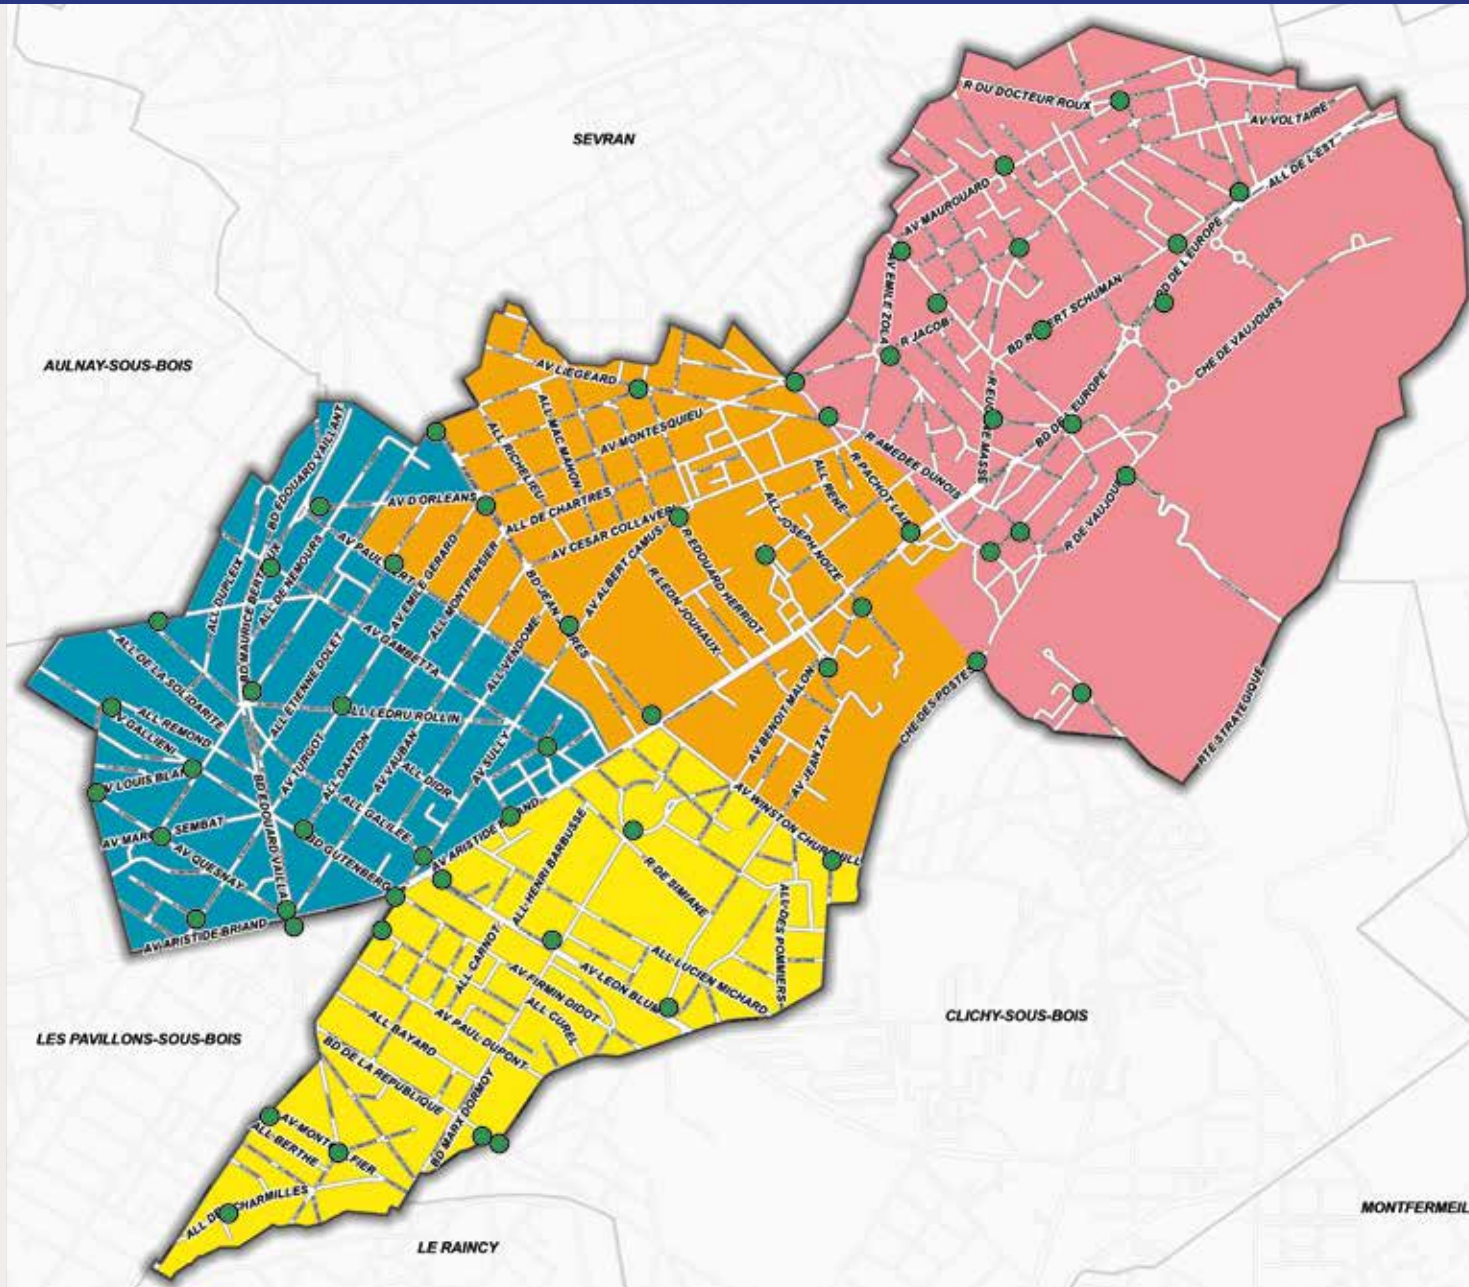 R DU DOCTEUR ROUX
AV VOLTAIRE
SEVRAN
ALL DE L'EST
AV MAUROUARD
BD DE L'EUROPE
AV EMILE ZOLA
R JACOB
BD ROBERT SCHUMAN
CHE DE VAUJOURS
AULNAY-SOUS-BOIS
AV LIEGEARD
BD DE L'EUROPE
R EUGENE MASSE
ALL MAC MAHON
AV MONTESQUIEU
BD EDOUARD VAILLANT
ALL RICHELIEU
R AMEDEE DUNOIS
R PACHOT LAINE
ALL RENE
AV D'ORLEANS
ALL DE CHARTRES
ALL JOSEPH NOIZE
AV CESAR COLLAVERI
R DE VAUJOURS
ALL DE NEMOURS
AV PAUL BERT
AV EMILE GERARD
ALL MONTPENSIER
BD JEAN JAURES
AV ALBERT CAMUS
R EDOUARD HERRIOT
R LEON JOUHAUX
ALL DUPLEIX
BD MAURICE BERTEAUX
ALL DE LA SOLIDARITE
AV GAMBETTA
ALL VENDOME
ALL ETIENNE DOLET
CHE DES POSTES
AV BENOIT MALON
AV JEAN ZAY
RTE STRATEGIQUE
ALL REMOND
AV GALLIENI
ALL LEDRU ROLLIN
AV TURGOT
ALL DANTON
AV VAUBAN
AV SULLY
ALL DIOR
AV LOUIS BLANC
BD EDOUARD VAILLANT
ALL GALILEE
AV WINSTON CHURCHILL
AV MARCEL SEMBAT
AV QUESNAY
BD GUTENBERG
AV ARISTIDE BRIAND
ALL HENRI BARBUSSE
R DE SIMIANE
ALL DES POMMIERS
AV ARISTIDE BRIAND
ALL CARNOT
AV LEON BLUM
ALL LUCIEN MICHARD
AV FIRMIN DIDOT
ALL CUREL
AV PAUL DUPONT
ALL BAYARD
CLICHY-SOUS-BOIS
LES PAVILLONS-SOUS-BOIS
BD DE LA REPUBLIQUE
BD MARX DORMOY
AV MONTGOLFIER
ALL BERTHE
ALL DES CHARMILLES
MONTFERMEIL
LE RAINCY